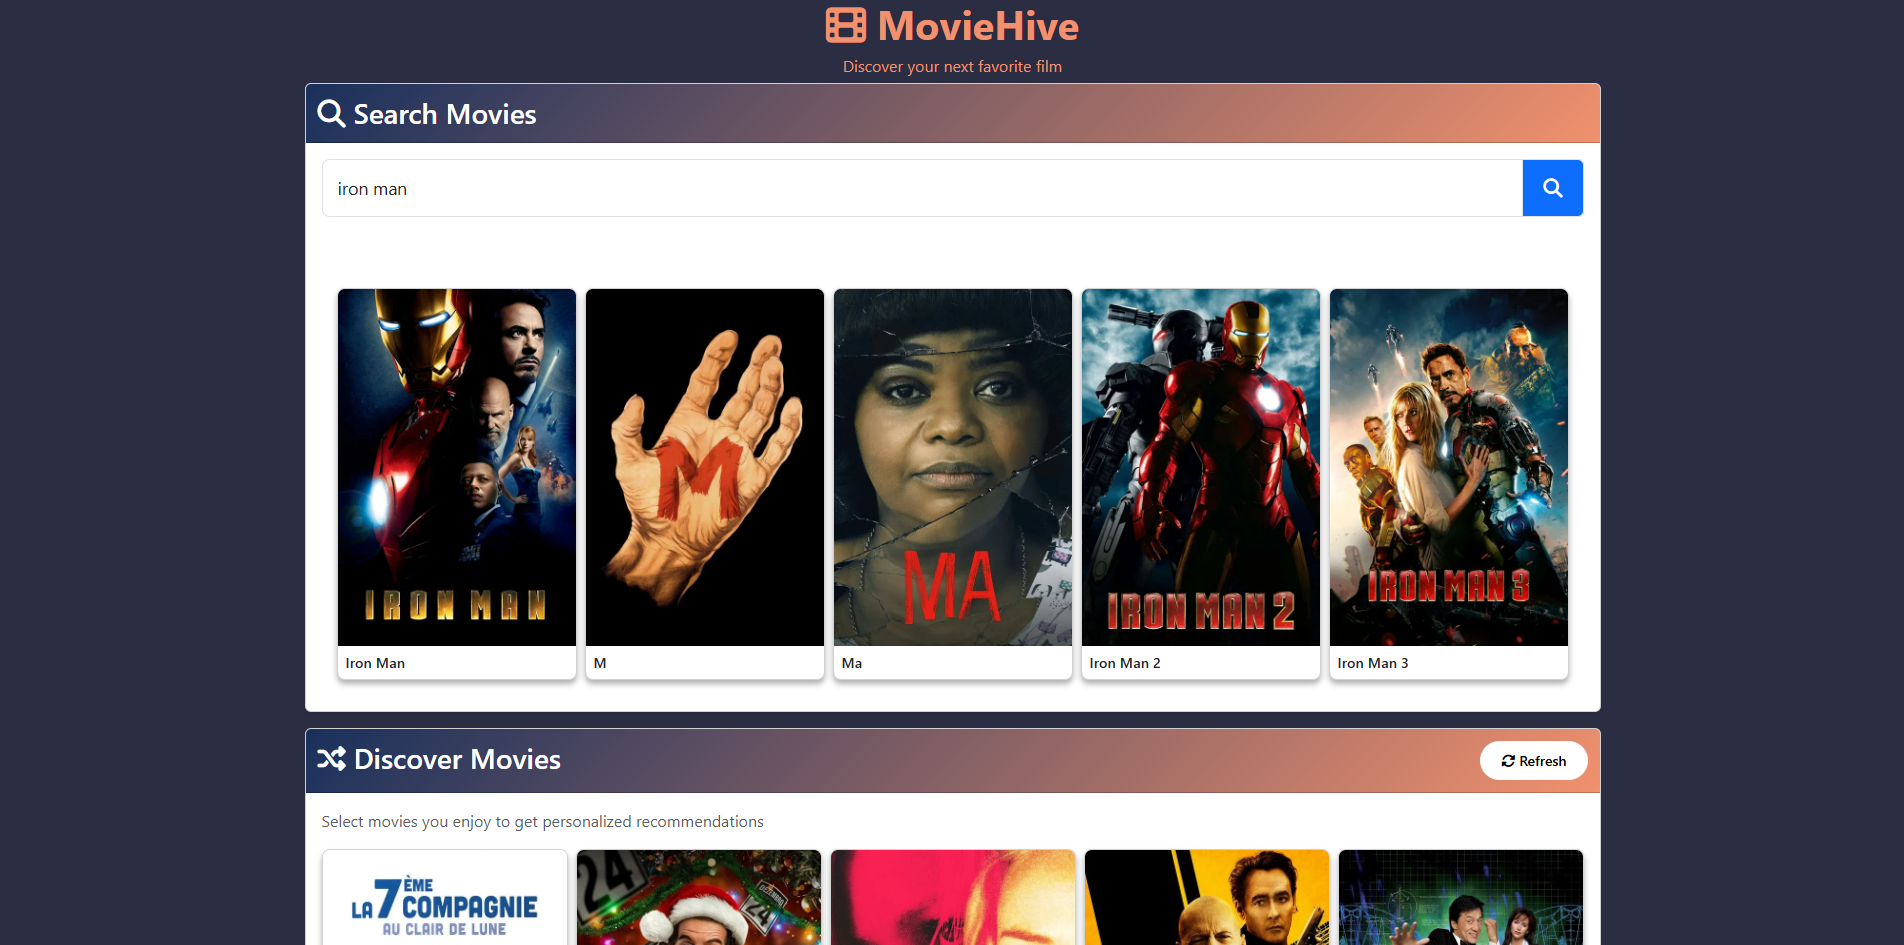 MovieHive
Discover your next favorite film
Search Movies
iron man
IRON MAN
M
MA
IRON MAN 2
IRON MAN 3
Iron Man
M
Ma
Iron Man 2
Iron Man 3
Discover Movies
Refresh
Select movies you enjoy to get personalized recommendations
LA 7ÈME COMPAGNIE
AU CLAIR DE LUNE
24
24